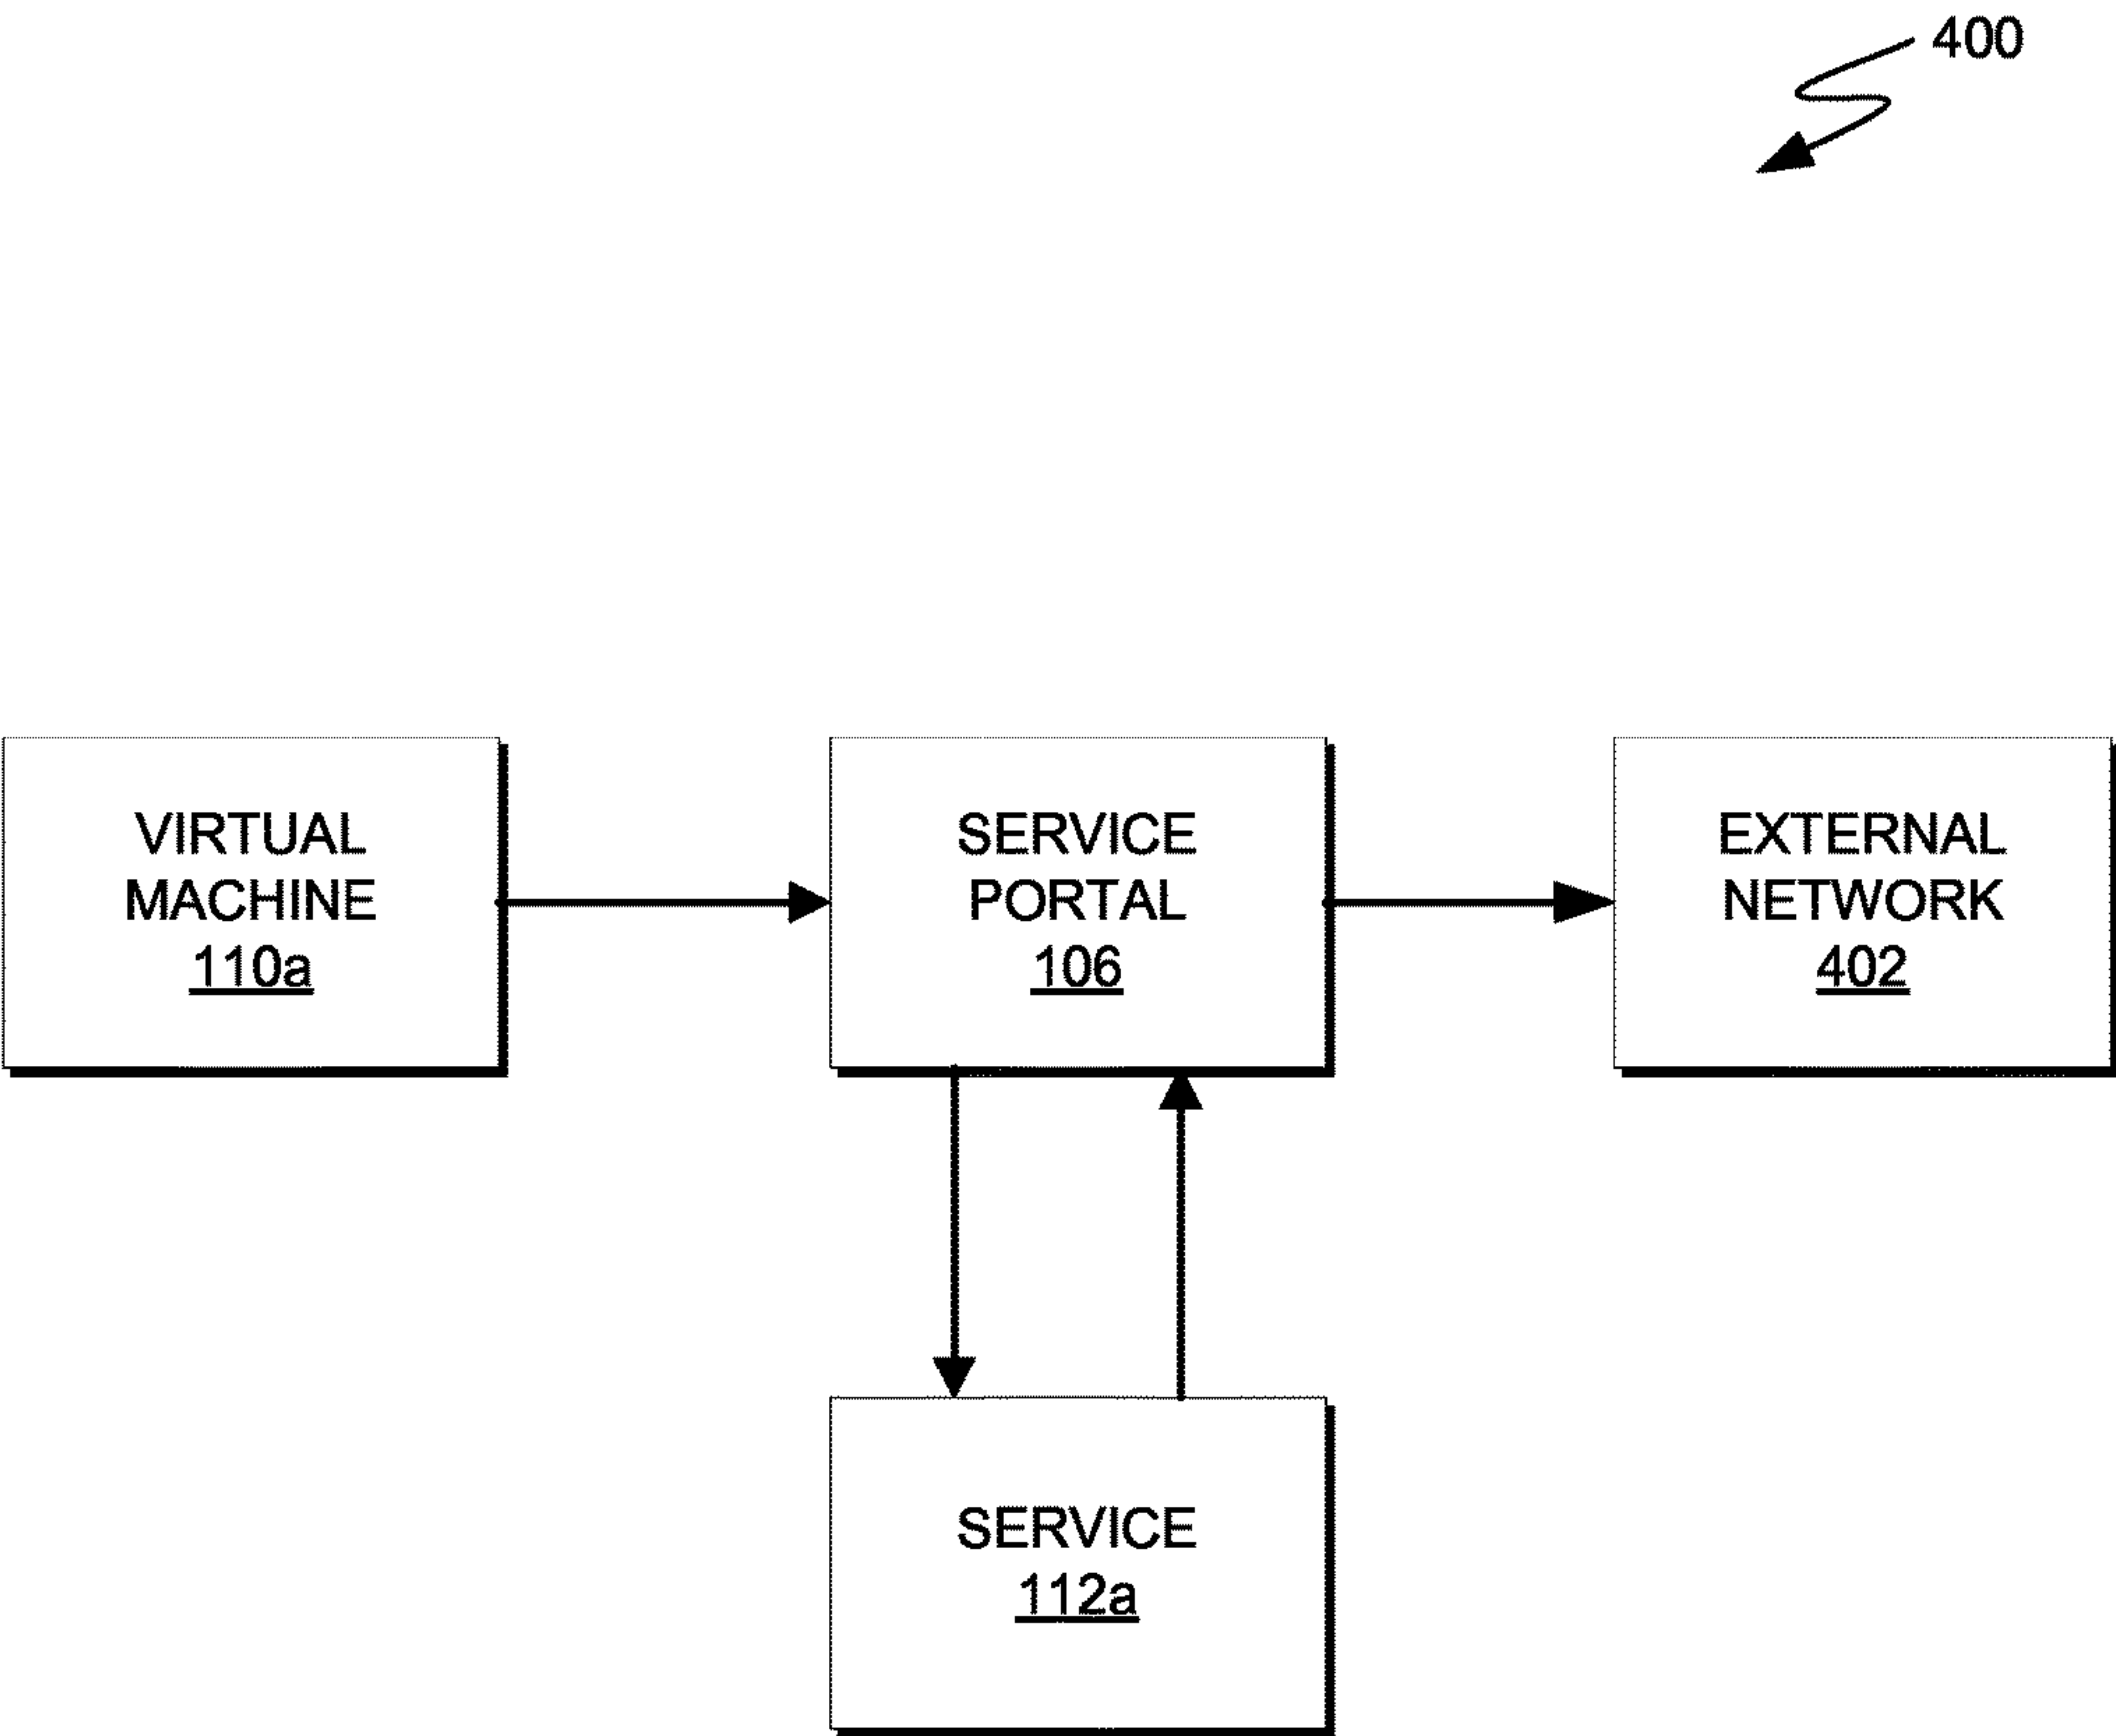 400
VIRTUAL
MACHINE
110a
SERVICE
PORTAL
106
EXTERNAL
NETWORK
402
SERVICE
112a